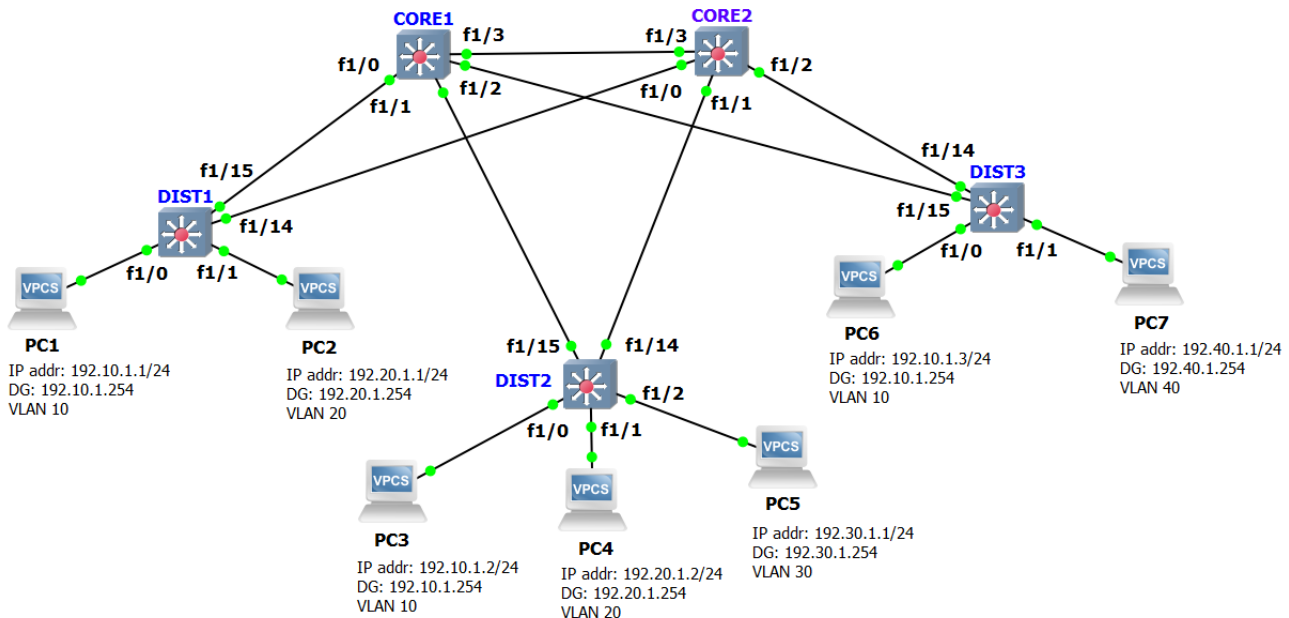 CORE1
CORE2
f1/3
f1/3
f1/0
f1/2
f1/2
f1/0
f1/1
f1/1
f1/15
f1/14
DIST1
DIST3
f1/14
f1/15
f1/0
f1/1
f1/0
f1/1
VPCS
VPCS
VPCS
VPCS
PC1
IP addr: 192.10.1.1/24
DG: 192.10.1.254
VLAN 10
PC2
IP addr: 192.20.1.1/24
DG: 192.20.1.254
VLAN 20
PC6
IP addr: 192.10.1.3/24
DG: 192.10.1.254
VLAN 10
PC7
IP addr: 192.40.1.1/24
DG: 192.40.1.254
VLAN 40
f1/15
f1/14
DIST2
f1/2
f1/0
f1/1
VPCS
VPCS
VPCS
PC3
IP addr: 192.10.1.2/24
DG: 192.10.1.254
VLAN 10
PC4
IP addr: 192.20.1.2/24
DG: 192.20.1.254
VLAN 20
PC5
IP addr: 192.30.1.1/24
DG: 192.30.1.254
VLAN 30